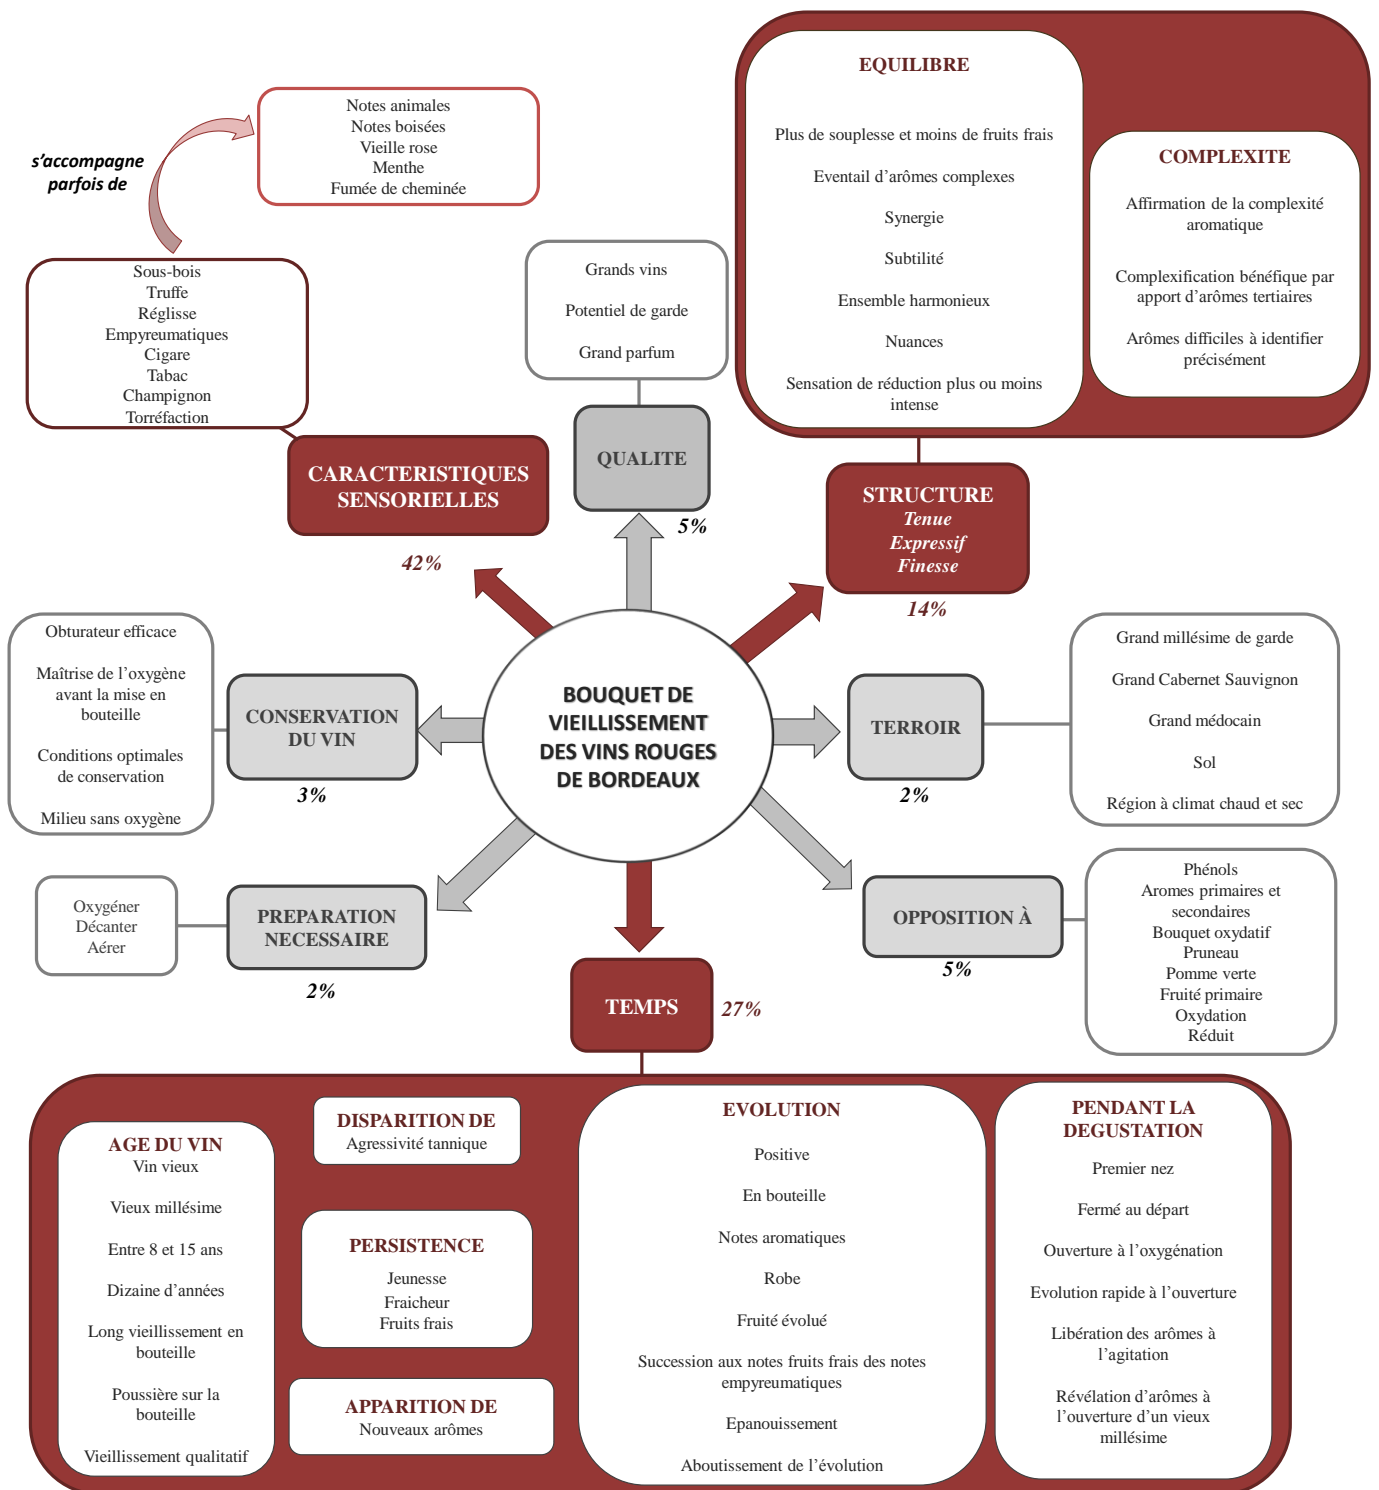 EQUILIBRE
Plus de souplesse et moins de fruits frais
Eventail d'arômes complexes
Synergie
Subtilité
Ensemble harmonieux
Nuances
Sensation de réduction plus ou moins
intense
COMPLEXITE
Affirmation de la complexité
aromatique
Complexification bénéfique par
apport d'arômes tertiaires
Arômes difficiles à identifier
précisément
Notes animales
Notes boisées
Vieille rose
Menthe
Fumée de cheminée
s'accompagne
parfois de
Sous-bois
Truffe
Réglisse
Empyreumatiques
Cigare
Tabac
Champignon
Torréfaction
Grands vins
Potentiel de garde
Grand parfum
CARACTERISTIQUES
SENSORIELLES
42%
QUALITE
5%
STRUCTURE
Tenue
Expressif
Finesse
14%
Obturateur efficace
Maîtrise de l'oxygène
avant la mise en
bouteille
Conditions optimales
de conservation
Milieu sans oxygène
CONSERVATION
DU VIN
3%
BOUQUET DE
VIEILLISSEMENT
DES VINS ROUGES
DE BORDEAUX
TERROIR
2%
Grand millésime de garde
Grand Cabernet Sauvignon
Grand médocain
Sol
Région à climat chaud et sec
Oxygéner
Décanter
Aérer
PREPARATION
NECESSAIRE
2%
OPPOSITION À
5%
Phénols
Aromes primaires et
secondaires
Bouquet oxydatif
Pruneau
Pomme verte
Fruité primaire
Oxydation
Réduit
TEMPS
27%
AGE DU VIN
Vin vieux
Vieux millésime
Entre 8 et 15 ans
Dizaine d'années
Long vieillissement en
bouteille
Poussière sur la
bouteille
Vieillissement qualitatif
DISPARITION DE
Agressivité tannique
PERSISTENCE
Jeunesse
Fraicheur
Fruits frais
APPARITION DE
Nouveaux arômes
EVOLUTION
Positive
En bouteille
Notes aromatiques
Robe
Fruité évolué
Succession aux notes fruits frais des notes
empyreumatiques
Epanouissement
Aboutissement de l'évolution
PENDANT LA
DEGUSTATION
Premier nez
Fermé au départ
Ouverture à l'oxygénation
Evolution rapide à l'ouverture
Libération des arômes à
l'agitation
Révélation d'arômes à
l'ouverture d'un vieux
millésime